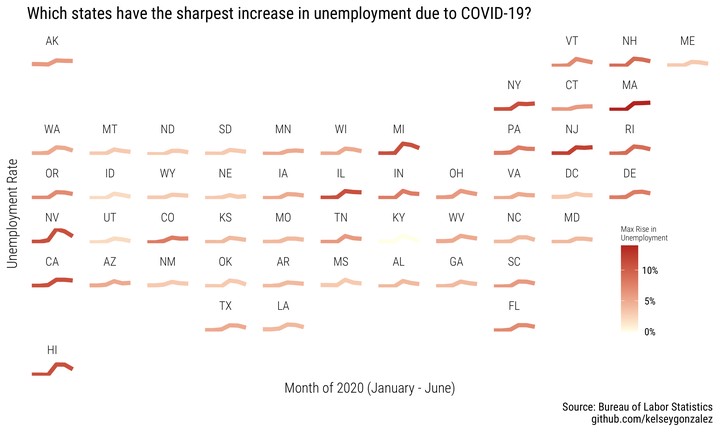 Which states have the sharpest increase in unemployment due to COVID-19?
AK VT NH ME
NY CT MA
WA MT ND SD MN WI MI PA NJ RI
OR ID WY NE IA IL IN OH VA DC DE
NV UT CO KS MO TN KY WV NC MD
CA AZ NM OK AR MS AL GA SC
TX LA FL
HI
Unemployment Rate
Max Rise in
Unemployment
10%
5%
0%
Month of 2020 (January - June)
Source: Bureau of Labor Statistics
github.com/kelseygonzalez